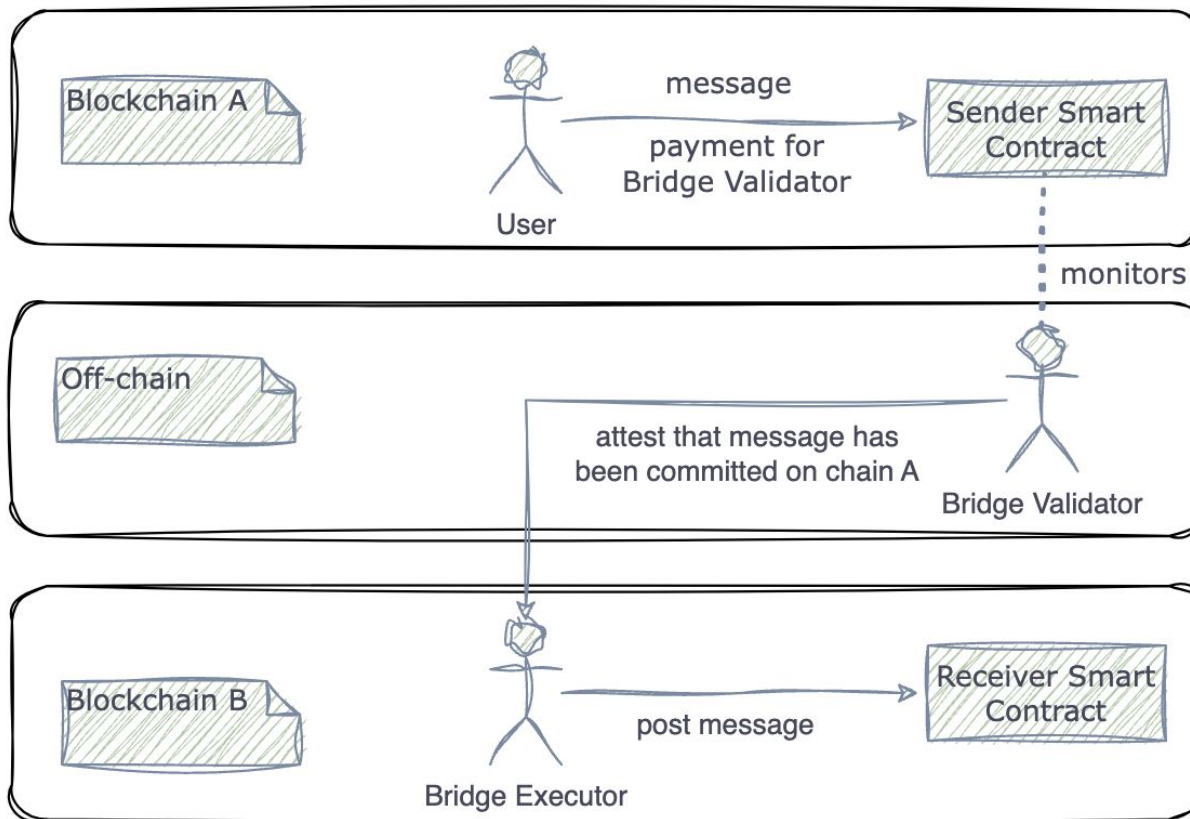 Blockchain A
message
Sender Smart
Contract
payment for
Bridge Validator
User
monitors
Off-chain
attest that message has
been committed on chain A
Bridge Validator
Blockchain B
Receiver Smart
Contract
post message
Bridge Executor